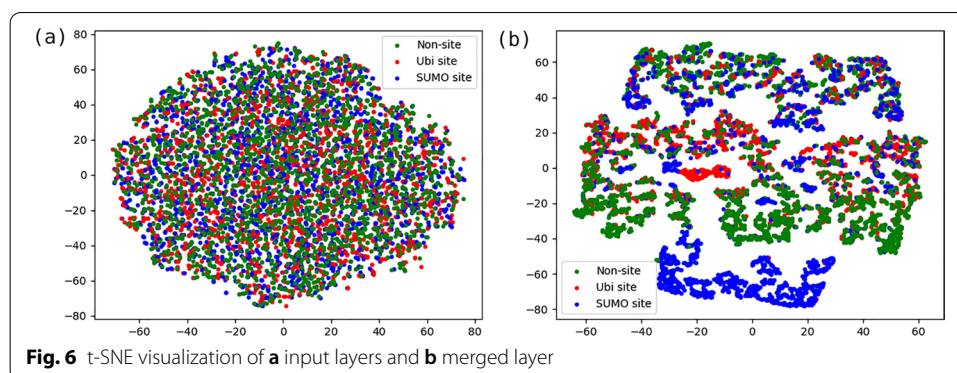 (a)
Non-site
Ubi site
SUMO site
80
60
40
20
0
−20
−40
−60
−80
−60 −40 −20 0 20 40 60 80
(b)
60
40
20
0
−20
−40
−60
−80
Non-site
Ubi site
SUMO site
−60 −40 −20 0 20 40 60
Fig. 6 t-SNE visualization of a input layers and b merged layer